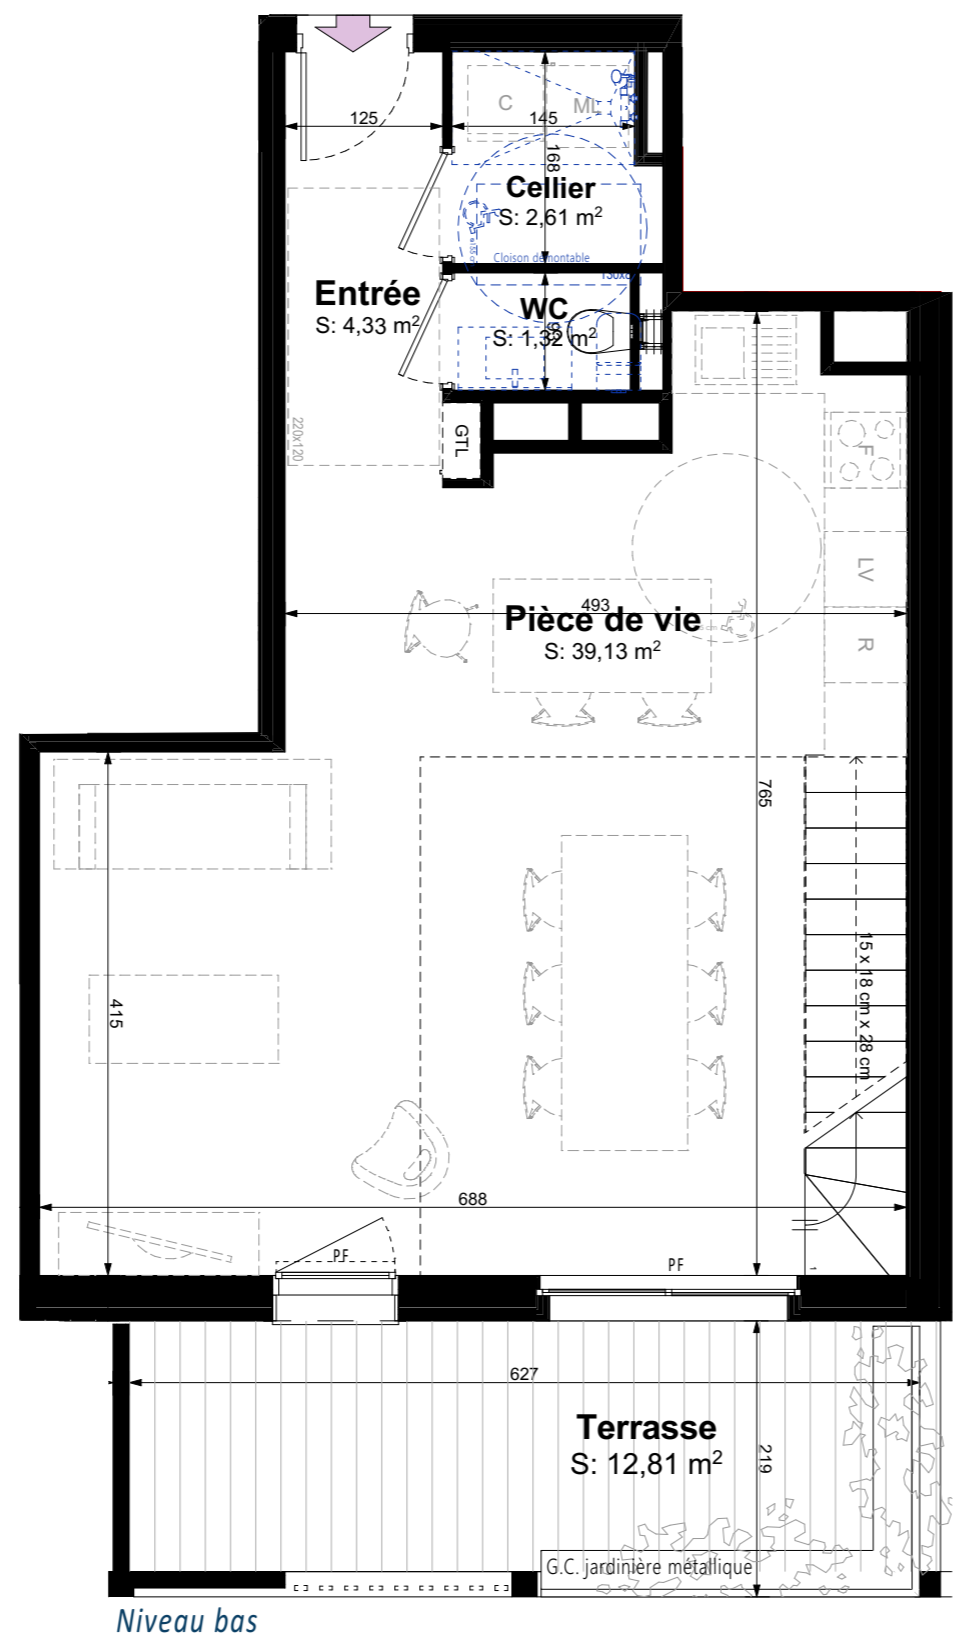 125
145
C
ML
168
Cellier
S: 2,61 m²
Cloison démontable
Entrée
S: 4,33 m²
WC
S: 1,32 m²
220x120
GTL
F
LV
R
493
Pièce de vie
S: 39,13 m²
765
415
15 x 18 cm x 28 cm
688
PF
PF
1
627
Terrasse
S: 12,81 m²
219
G.C. jardinière métallique
Niveau bas